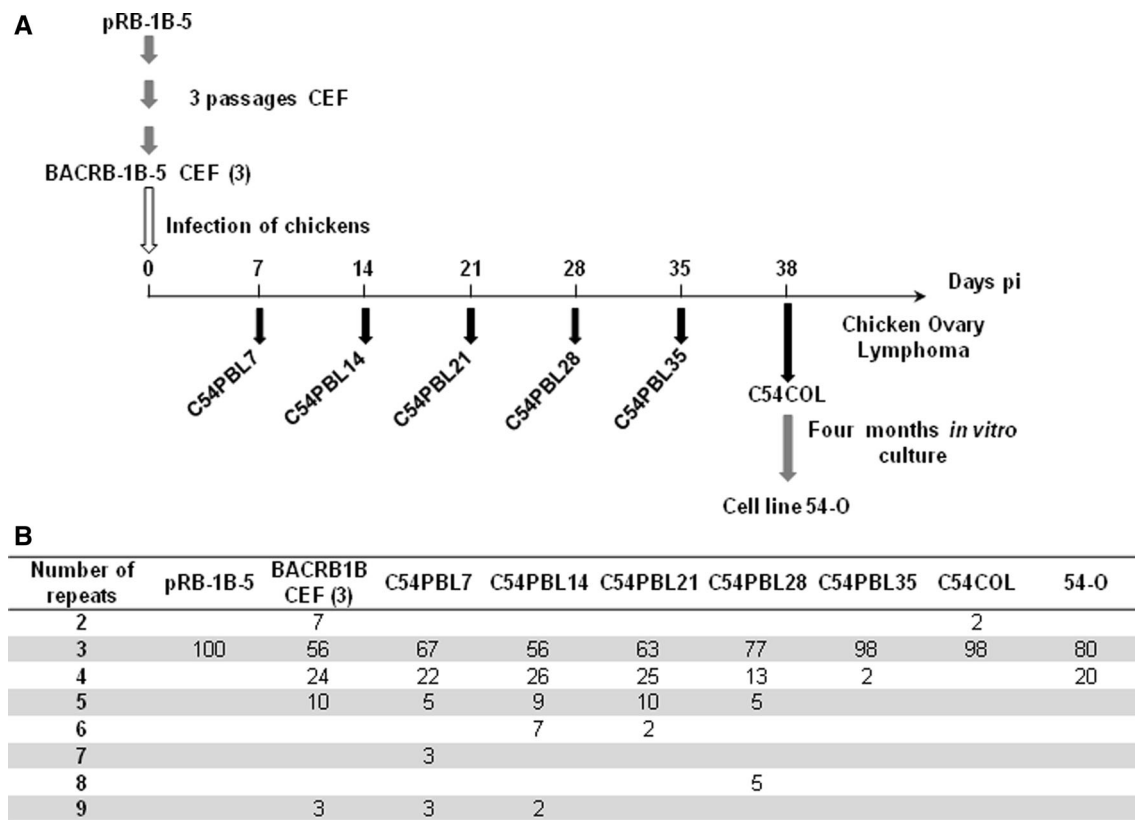 A
pRB-1B-5
3 passages CEF
BACRB-1B-5 CEF (3)
Infection of chickens
0 7 14 21 28 35 38
Days pi
C54PBL7 C54PBL14 C54PBL21 C54PBL28 C54PBL35
Chicken Ovary
Lymphoma
C54COL
Four months in vitro
culture
Cell line 54-O
B
Number of repeats pRB-1B-5 BACRB1B CEF (3) C54PBL7 C54PBL14 C54PBL21 C54PBL28 C54PBL35 C54COL 54-O
2 7 2
3 100 56 67 56 63 77 98 98 80
4 24 22 26 25 13 2 20
5 10 5 9 10 5
6 7 2
7 3
8 5
9 3 3 2